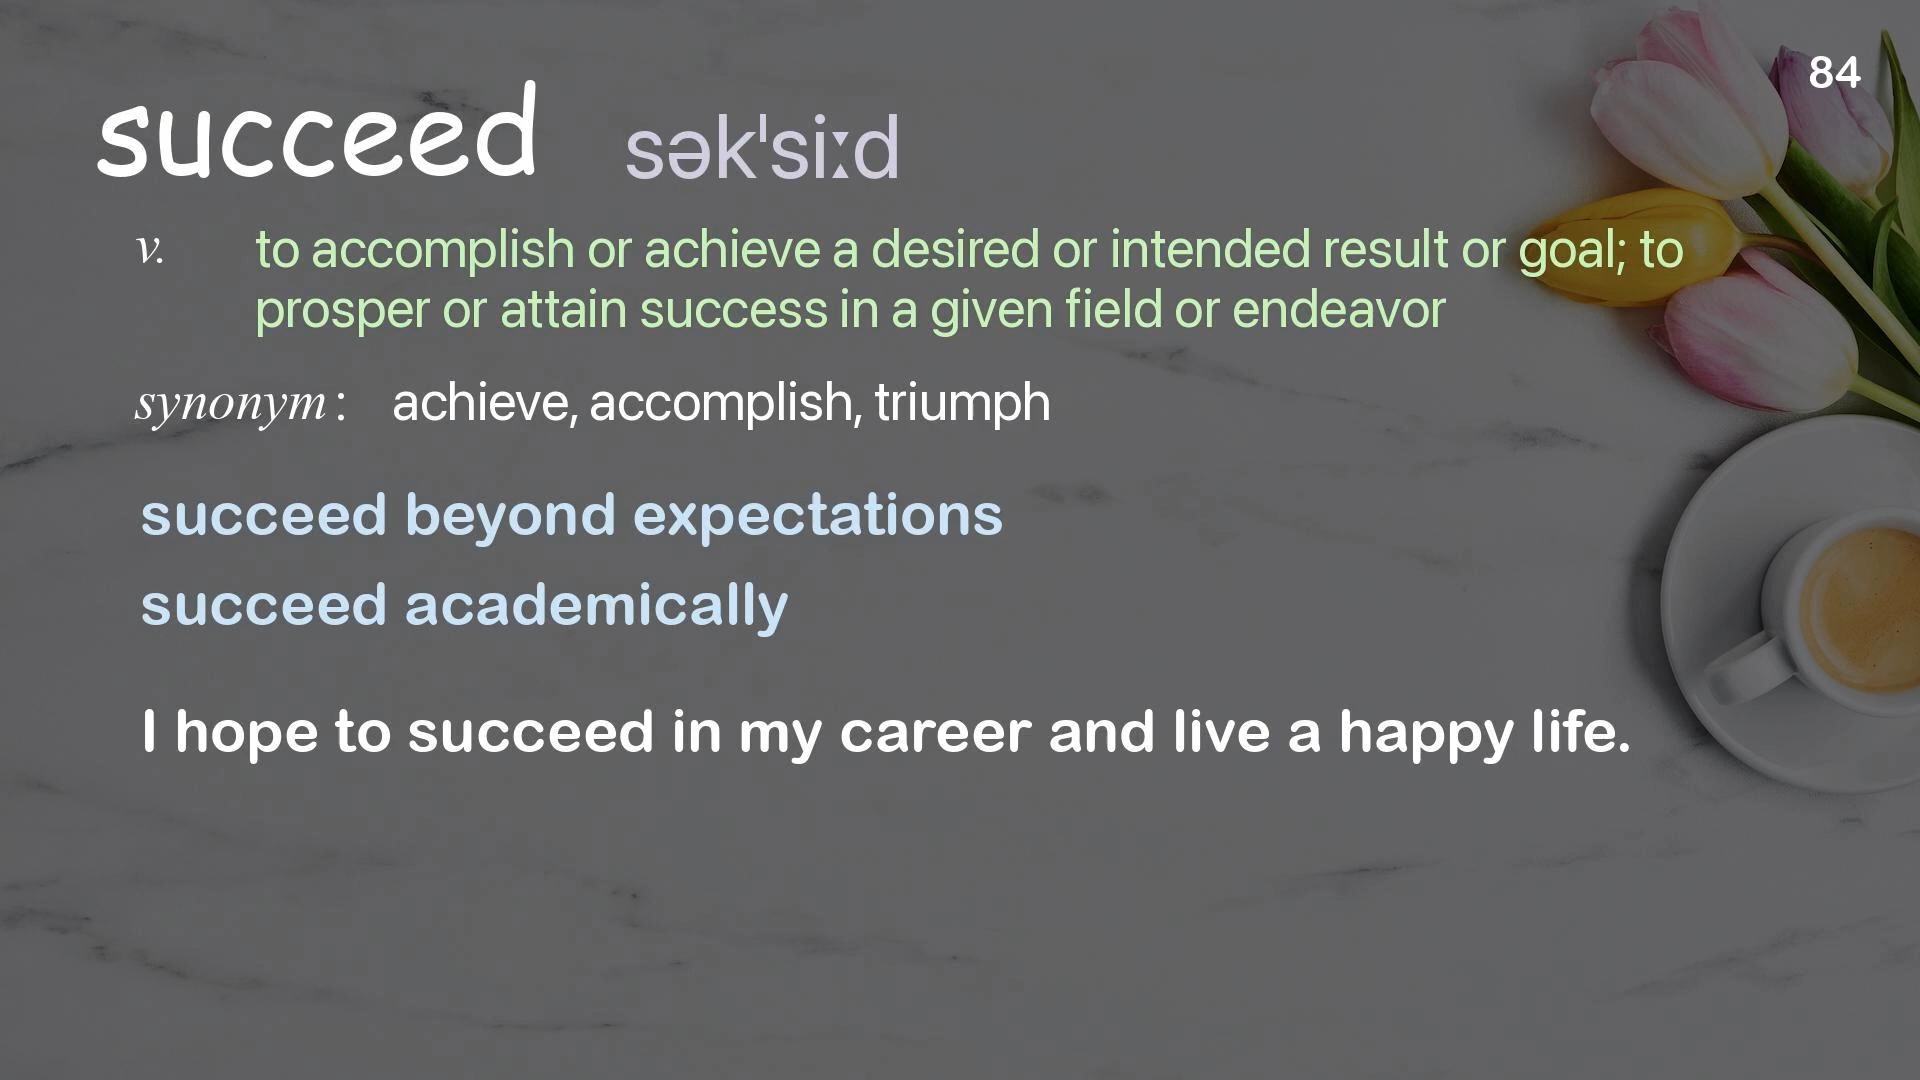 84
succeed səkˈsiːd
v. to accomplish or achieve a desired or intended result or goal; to
prosper or attain success in a given field or endeavor
synonym : achieve, accomplish, triumph
succeed beyond expectations
succeed academically
I hope to succeed in my career and live a happy life.